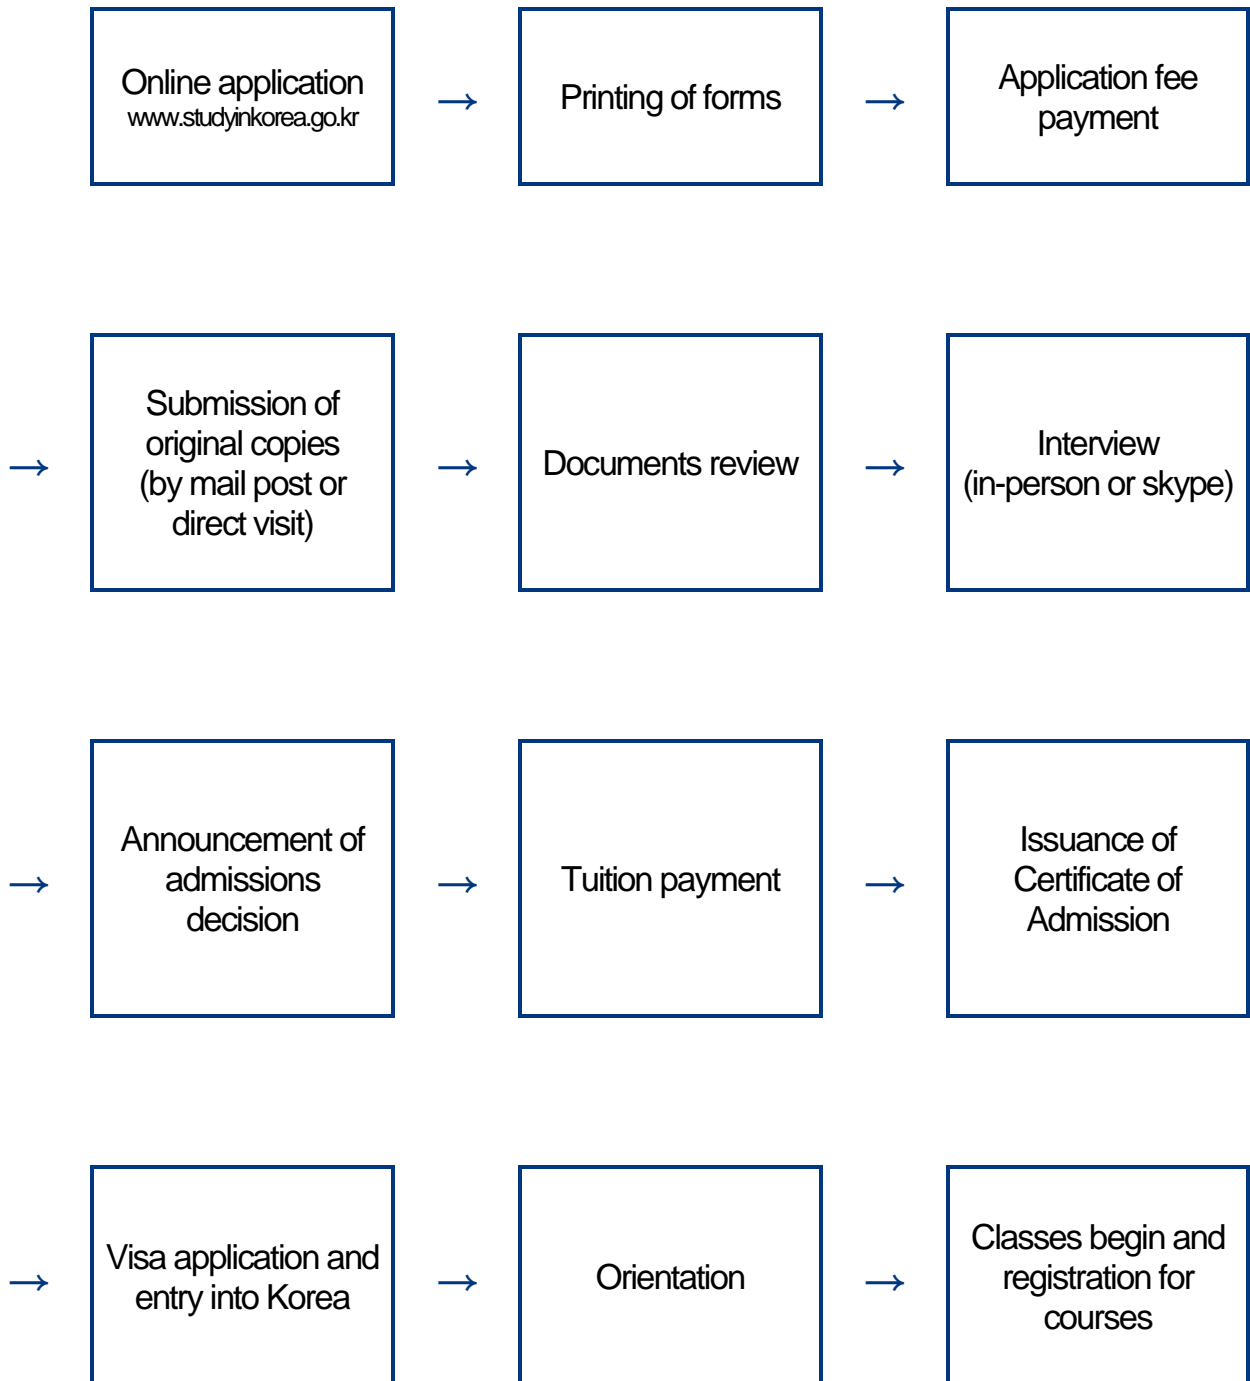 Online application
www.studyinkorea.go.kr
→
Printing of forms
→
Application fee
payment
→
Submission of
original copies
(by mail post or
direct visit)
→
Documents review
→
Interview
(in-person or skype)
→
Announcement of
admissions
decision
→
Tuition payment
→
Issuance of
Certificate of
Admission
→
Visa application and
entry into Korea
→
Orientation
→
Classes begin and
registration for
courses